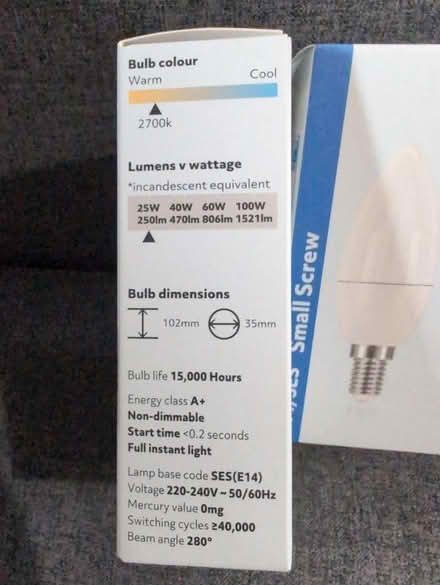 Bulb colour
Warm Cool
2700k
Lumens v wattage
*incandescent equivalent
25W 40W 60W 100W
250lm 470lm 806lm 1521lm
Bulb dimensions
102mm 35mm
Bulb life 15,000 Hours
Energy class A+
Non-dimmable
Start time <0.2 seconds
Full instant light
Lamp base code SES(E14)
Voltage 220-240V ~ 50/60Hz
Mercury value 0mg
Switching cycles ≥40,000
Beam angle 280°
/SES Small Screw